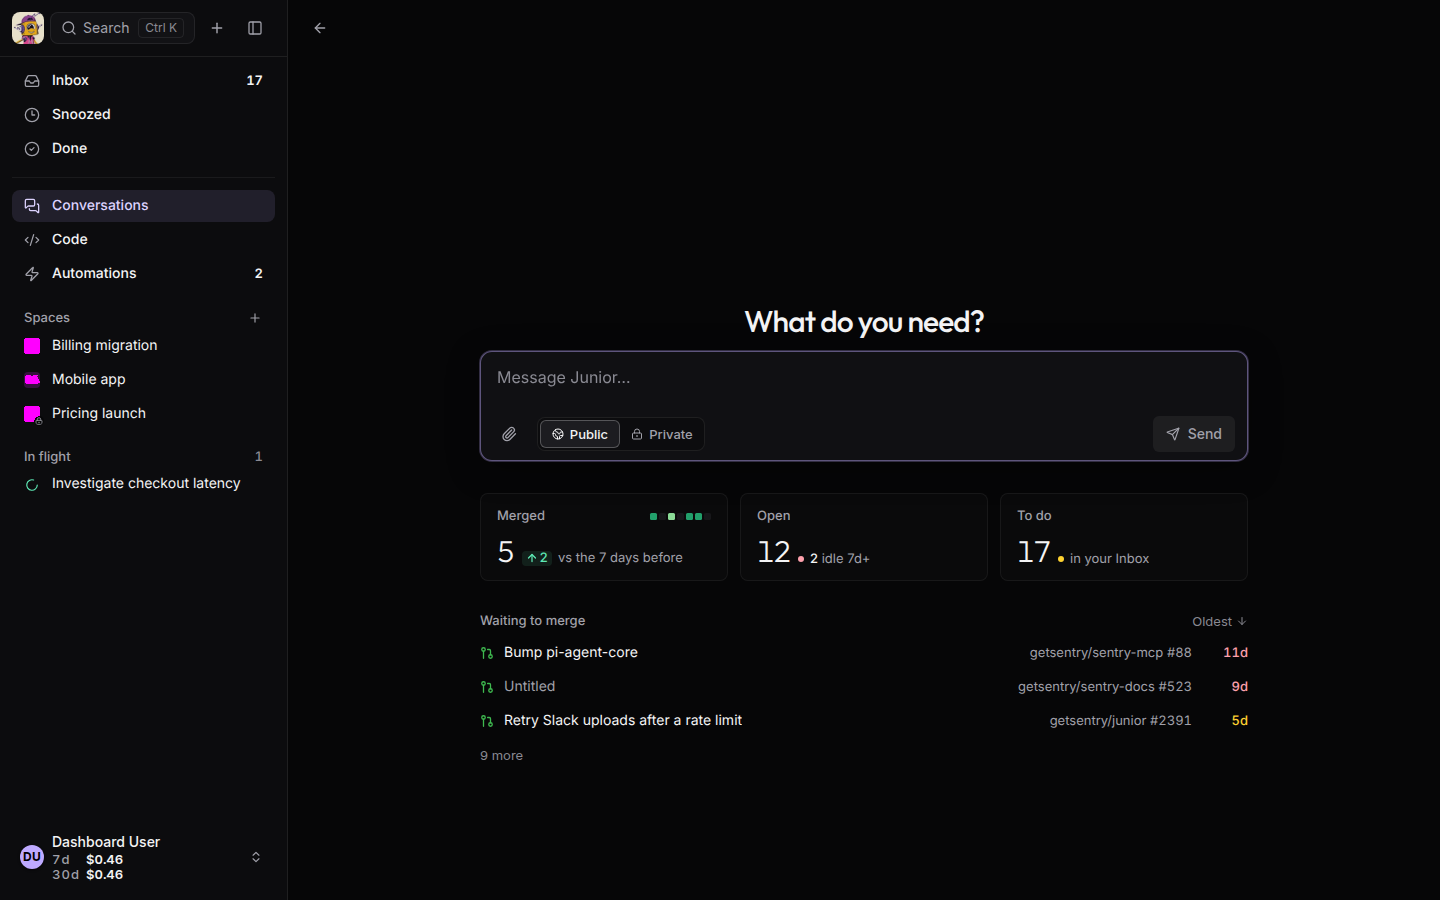 Search Ctrl K
Inbox 17
Snoozed
Done
Conversations
Code
Automations 2
Spaces
Billing migration
Mobile app
Pricing launch
In flight 1
Investigate checkout latency
DU Dashboard User
7d $0.46
30d $0.46
What do you need?
Message Junior...
Public Private Send
Merged
5 2 vs the 7 days before
Open
12 2 idle 7d+
To do
17 in your Inbox
Waiting to merge Oldest
Bump pi-agent-core getsentry/sentry-mcp #88 11d
Untitled getsentry/sentry-docs #523 9d
Retry Slack uploads after a rate limit getsentry/junior #2391 5d
9 more